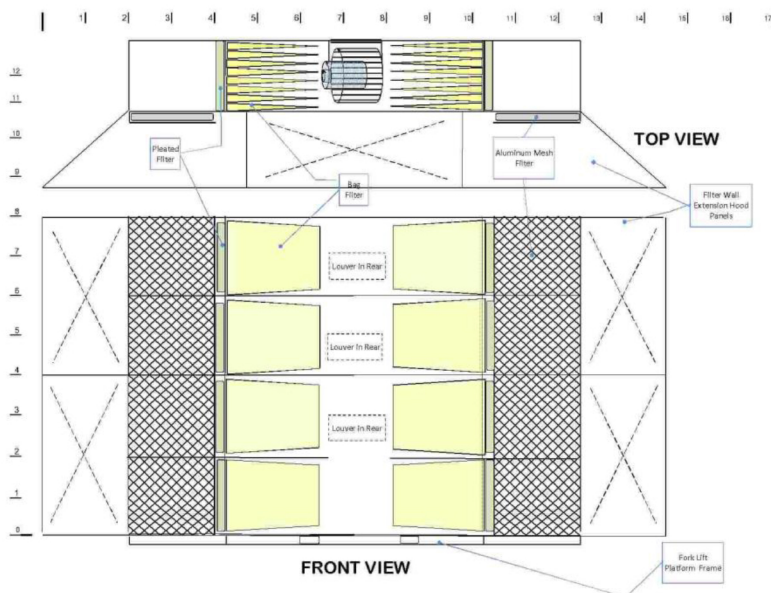 1 2 3 4 5 6 7 8 9 10 11 12 13 14 15 16 17
12
11
10
9
8
7
6
5
4
3
2
1
0
TOP VIEW
Pleated
Filter
Bag
Filter
Aluminum Mesh
Filter
Filter Wall
Extension Hood
Panels
Louver In Rear
Louver In Rear
Louver In Rear
FRONT VIEW
Fork Lift
Platform Frame